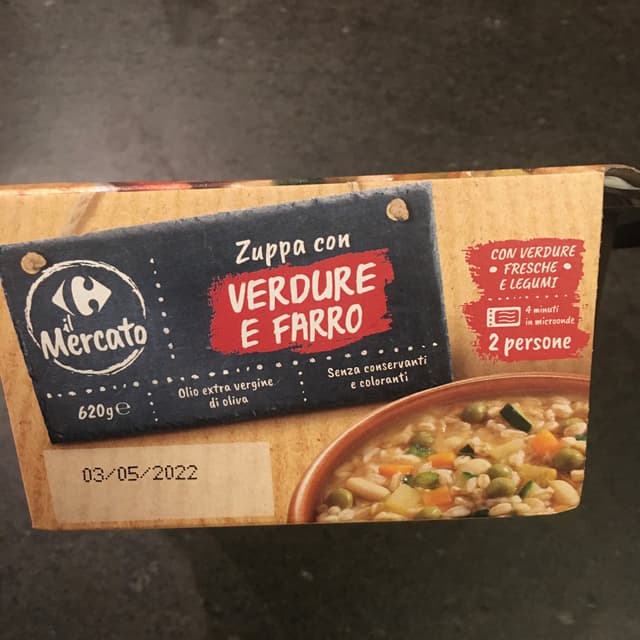 Zuppa con
VERDURE
E FARRO
il
Mercato
620g e
Olio extra vergine
di oliva
Senza conservanti
e coloranti
CON VERDURE
• FRESCHE •
E LEGUMI
4 minuti
in microonde
2 persone
03/05/2022